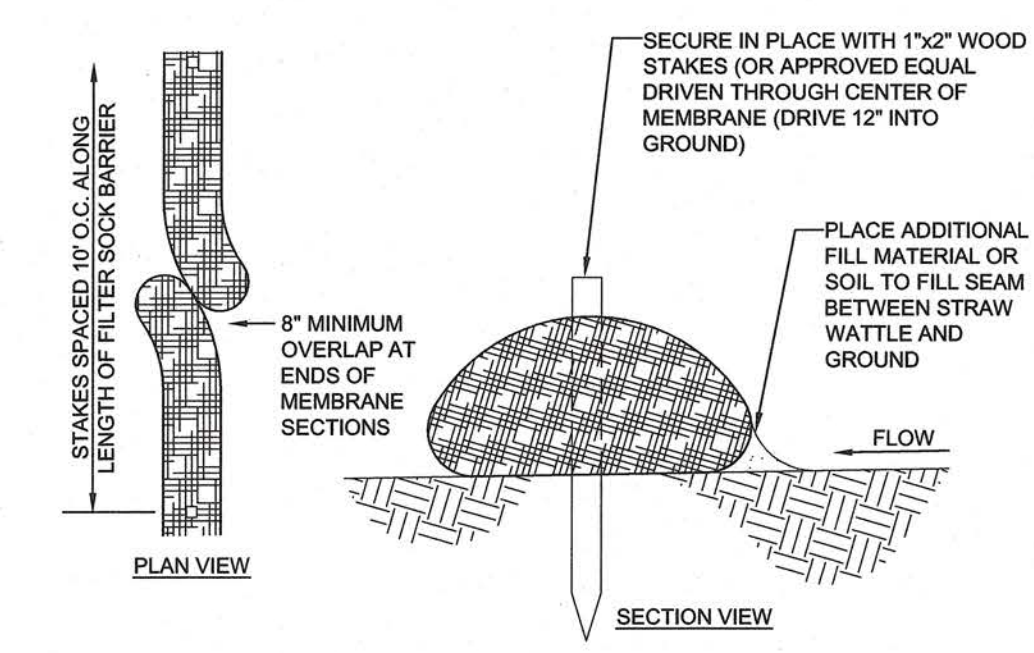 STAKES SPACED 10' O.C. ALONG
LENGTH OF FILTER SOCK BARRIER
8" MINIMUM
OVERLAP AT
ENDS OF
MEMBRANE
SECTIONS
PLAN VIEW
SECURE IN PLACE WITH 1"x2" WOOD
STAKES (OR APPROVED EQUAL
DRIVEN THROUGH CENTER OF
MEMBRANE (DRIVE 12" INTO
GROUND)
PLACE ADDITIONAL
FILL MATERIAL OR
SOIL TO FILL SEAM
BETWEEN STRAW
WATTLE AND
GROUND
FLOW
SECTION VIEW